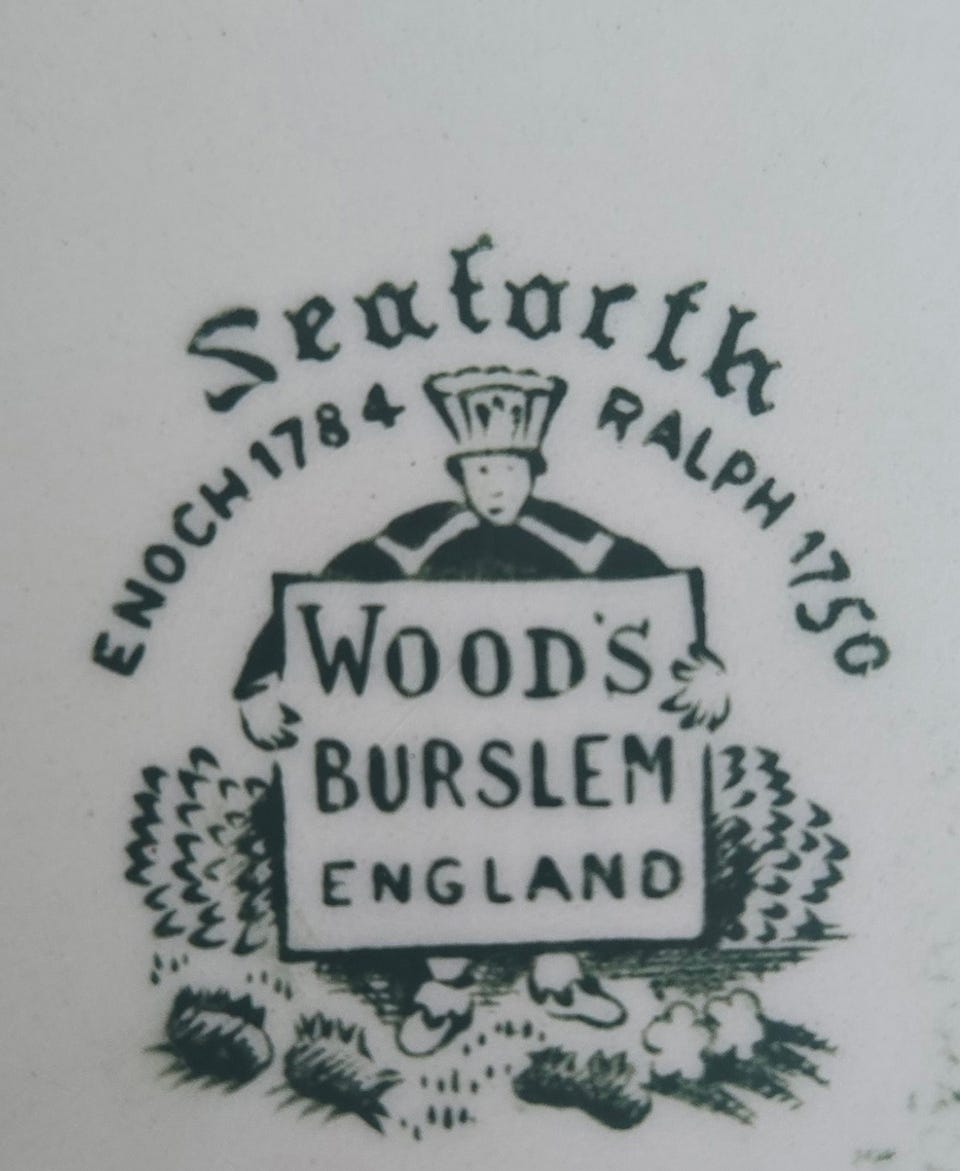 Seaforth
ENOCH 1784 RALPH 1750
WOOD'S
BURSLEM
ENGLAND